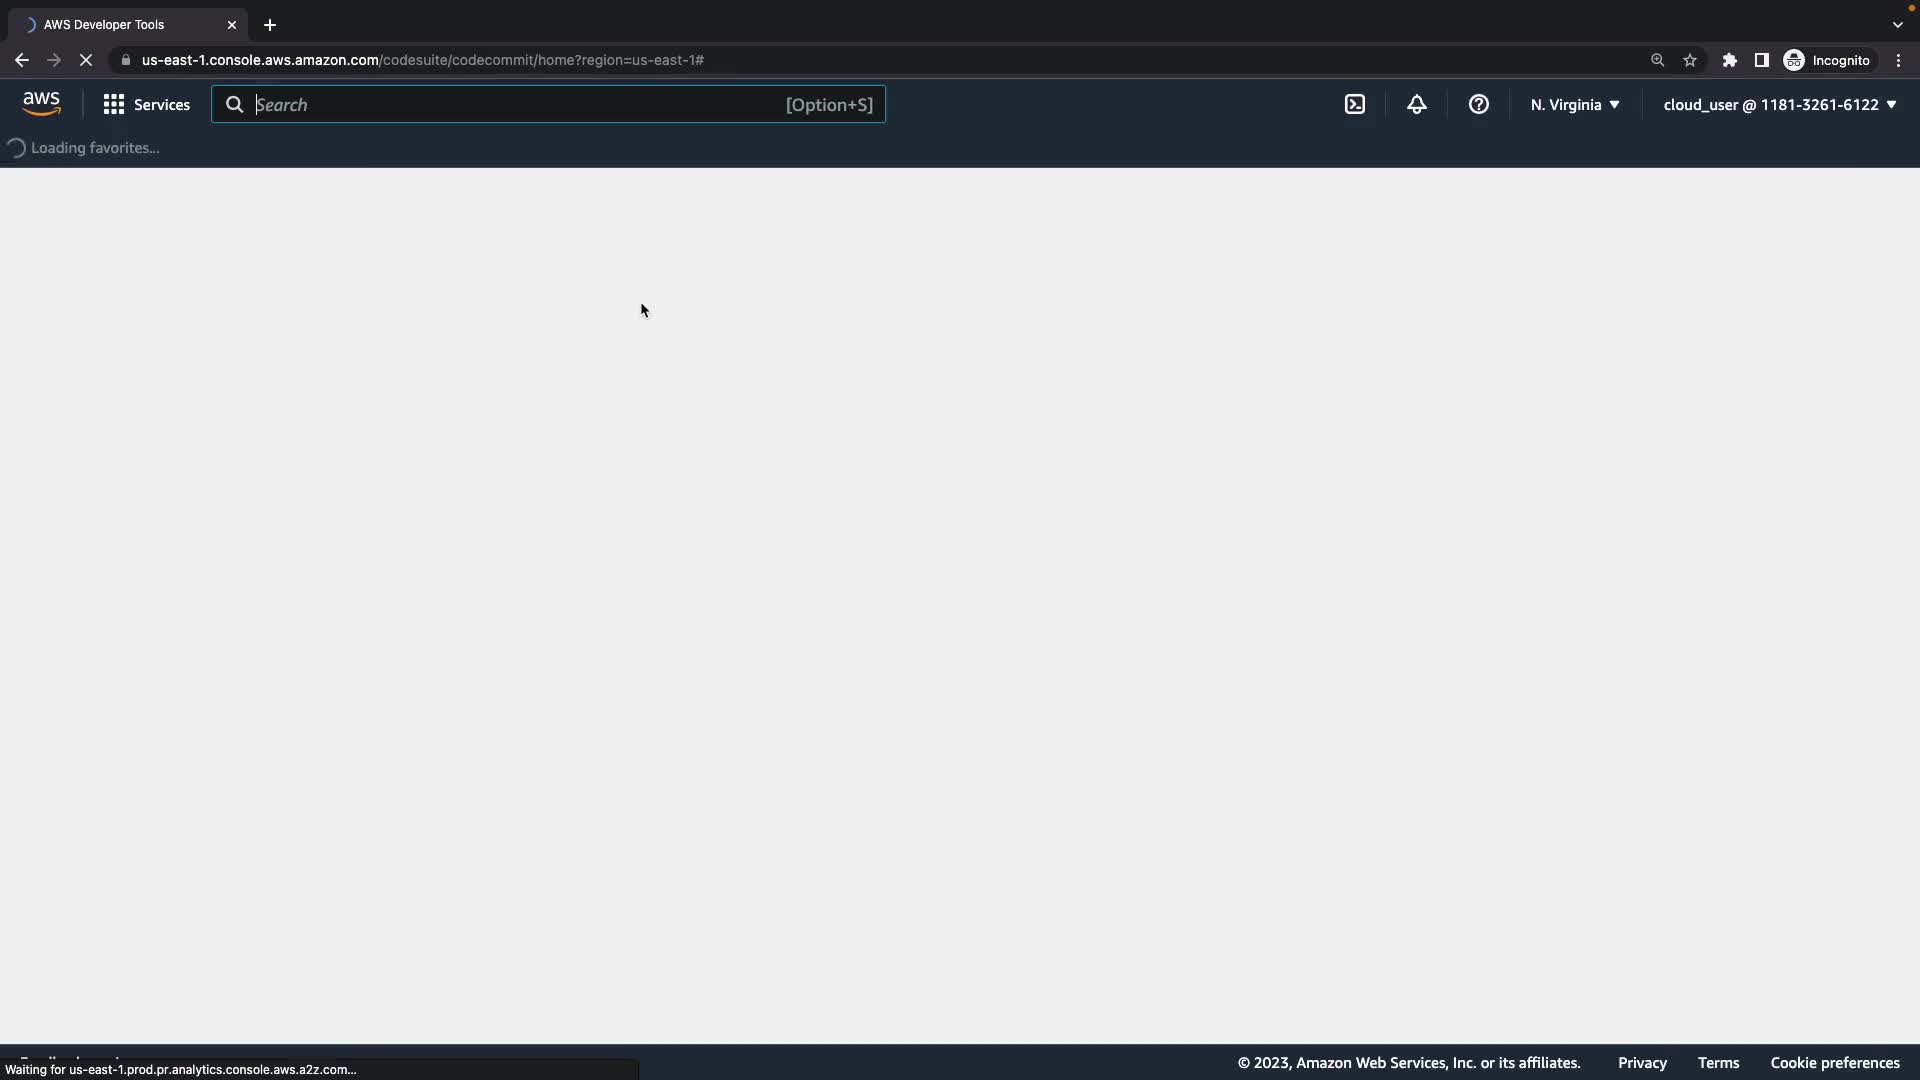 AWS Developer Tools
us-east-1.console.aws.amazon.com/codesuite/codecommit/home?region=us-east-1#
Incognito
aws
Services
Search
[Option+S]
N. Virginia
cloud_user @ 1181-3261-6122
Loading favorites...
Waiting for us-east-1.prod.pr.analytics.console.aws.a2z.com...
© 2023, Amazon Web Services, Inc. or its affiliates.
Privacy
Terms
Cookie preferences